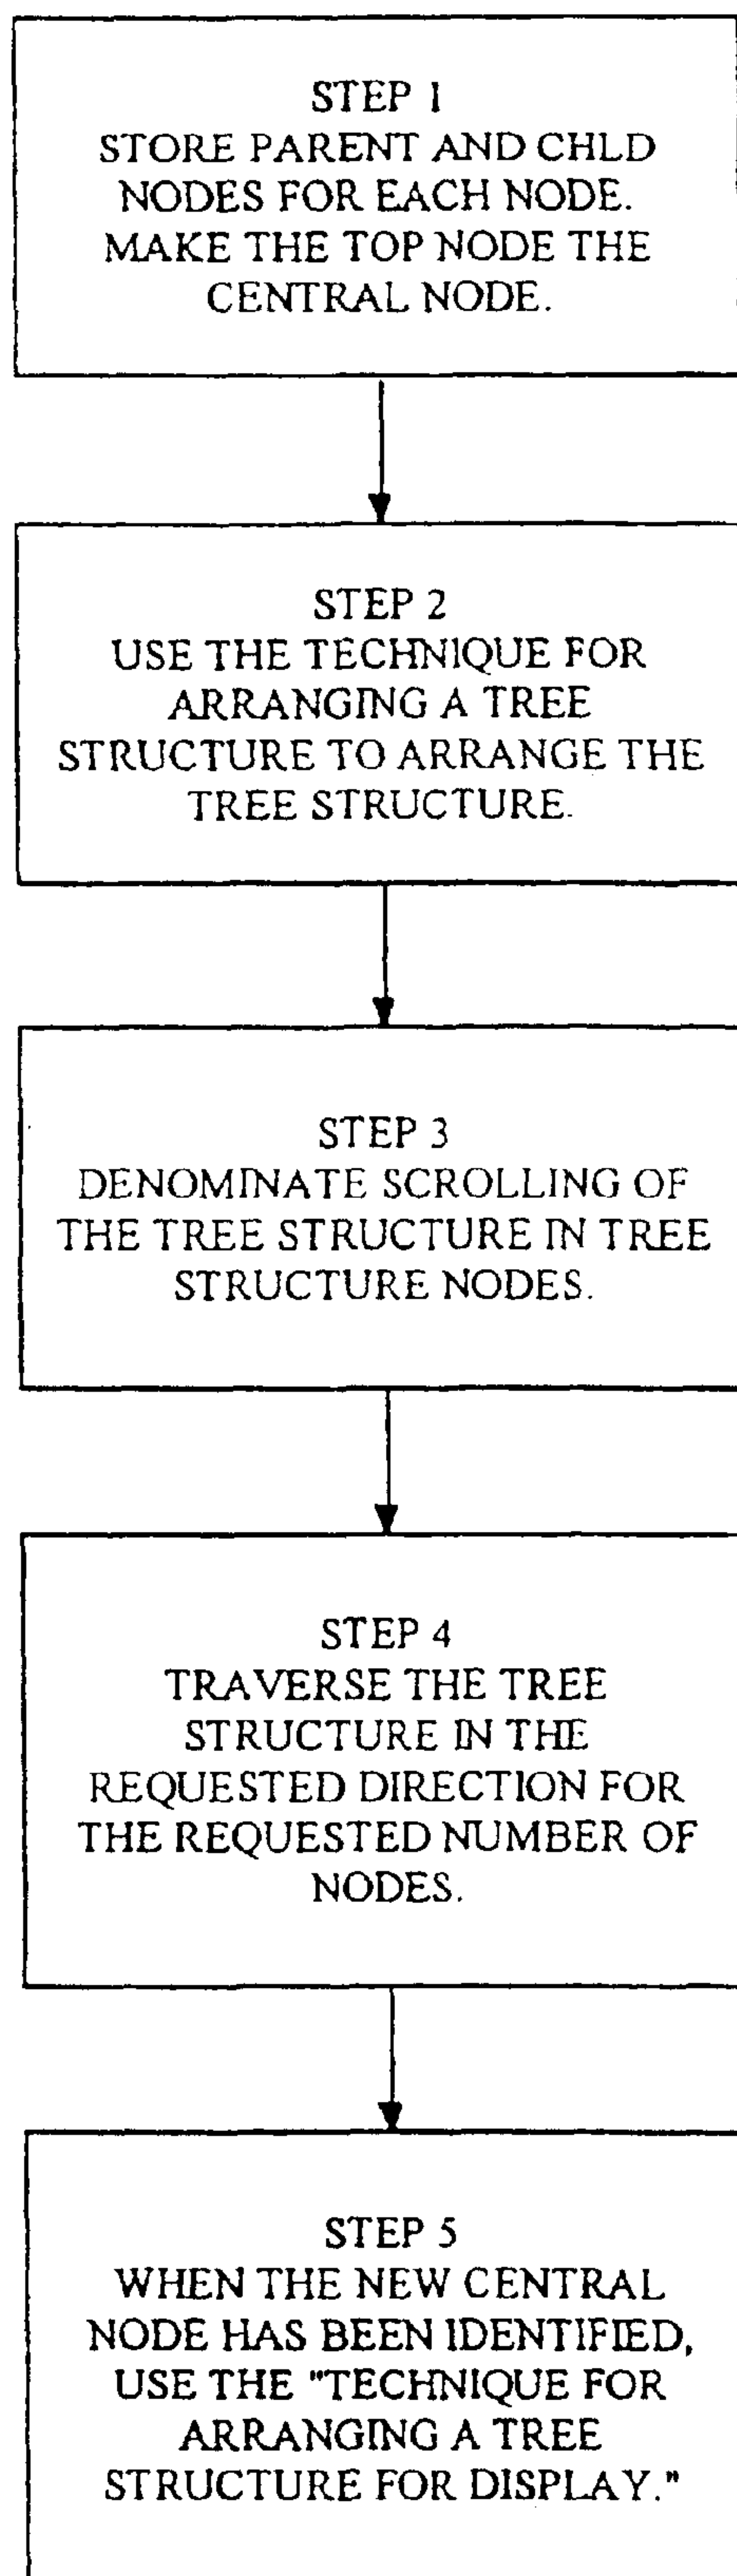 STEP 1
STORE PARENT AND CHLD
NODES FOR EACH NODE.
MAKE THE TOP NODE THE
CENTRAL NODE.
STEP 2
USE THE TECHNIQUE FOR
ARRANGING A TREE
STRUCTURE TO ARRANGE THE
TREE STRUCTURE.
STEP 3
DENOMINATE SCROLLING OF
THE TREE STRUCTURE IN TREE
STRUCTURE NODES.
STEP 4
TRAVERSE THE TREE
STRUCTURE IN THE
REQUESTED DIRECTION FOR
THE REQUESTED NUMBER OF
NODES.
STEP 5
WHEN THE NEW CENTRAL
NODE HAS BEEN IDENTIFIED,
USE THE "TECHNIQUE FOR
ARRANGING A TREE
STRUCTURE FOR DISPLAY."